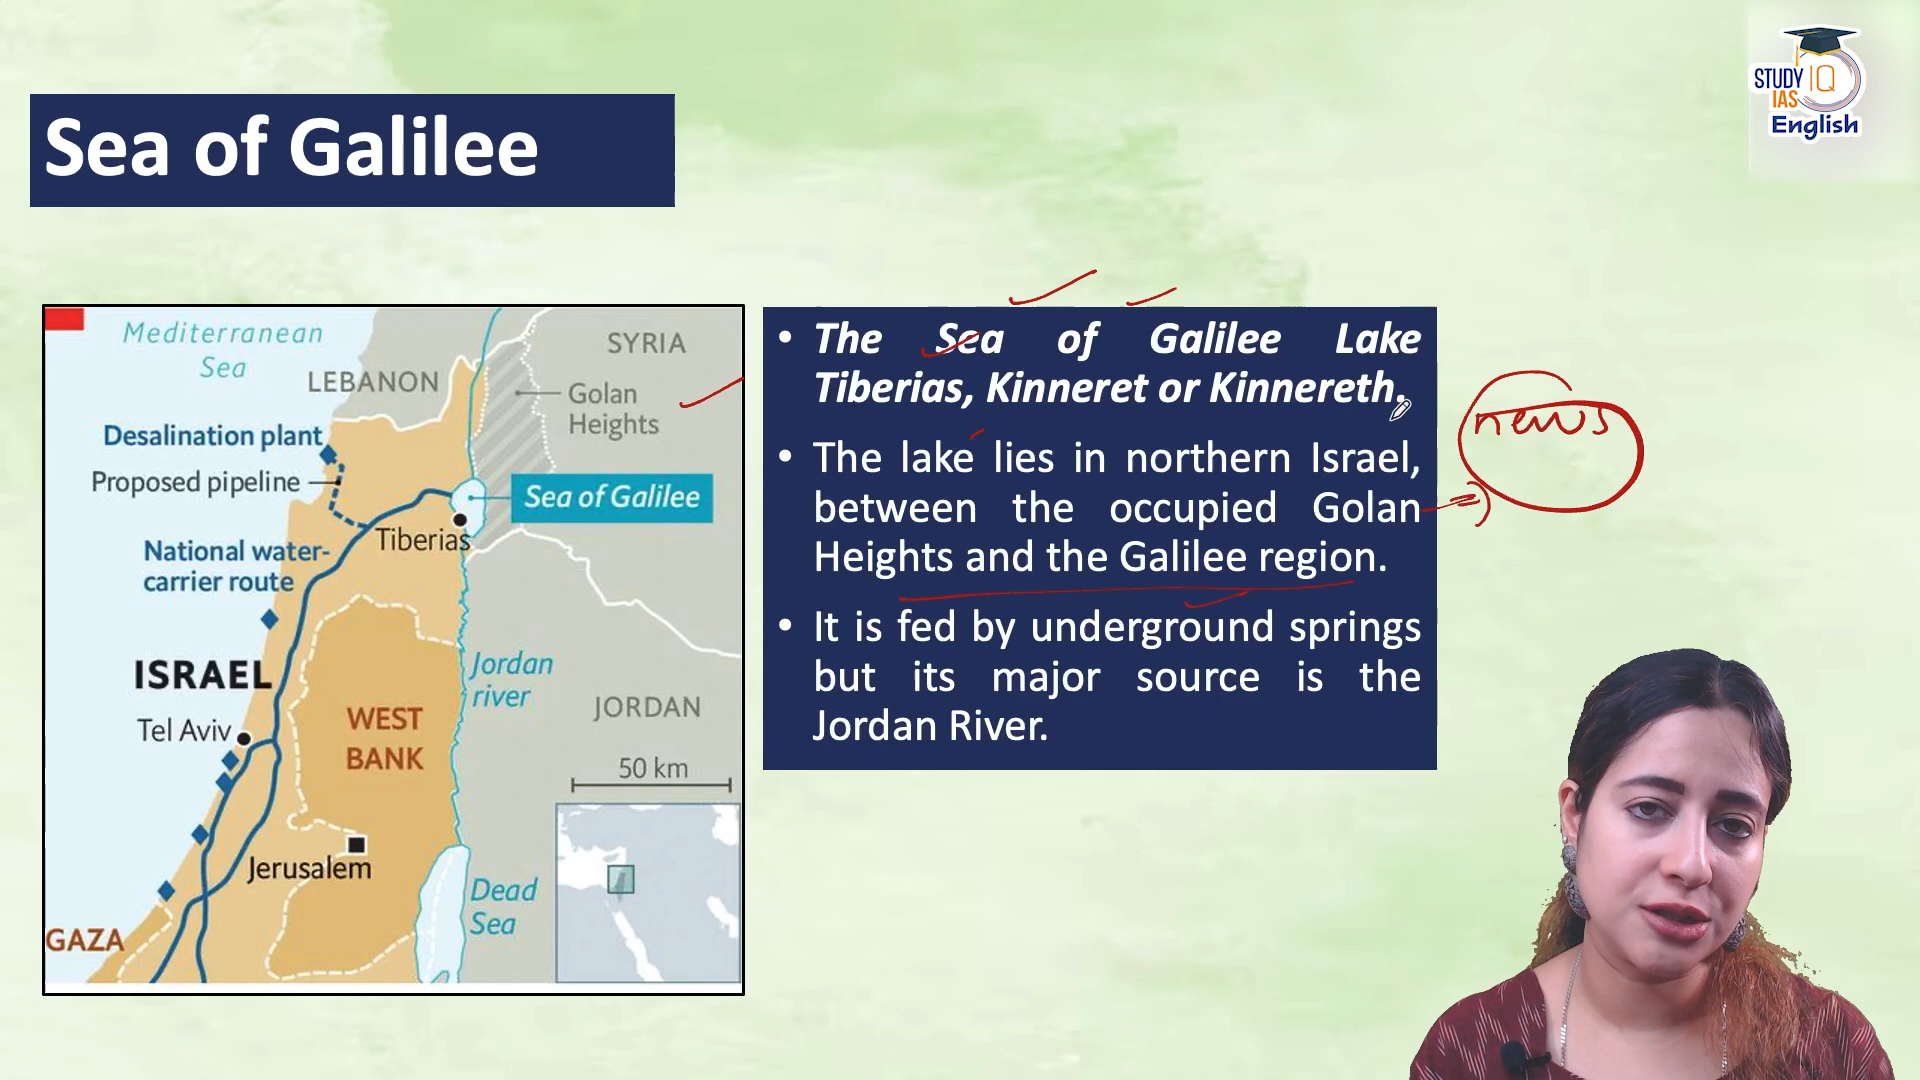 STUDY IQ
IAS
English
Sea of Galilee
Mediterranean
Sea
LEBANON
SYRIA
Golan
Heights
Desalination plant
Proposed pipeline
Sea of Galilee
Tiberias
National water-
carrier route
ISRAEL
Tel Aviv
Jordan
river
WEST
BANK
JORDAN
50 km
Jerusalem
Dead
Sea
GAZA
• The Sea of Galilee Lake
Tiberias, Kinneret or Kinnereth.
• The lake lies in northern Israel,
between the occupied Golan
Heights and the Galilee region.
• It is fed by underground springs
but its major source is the
Jordan River.
news